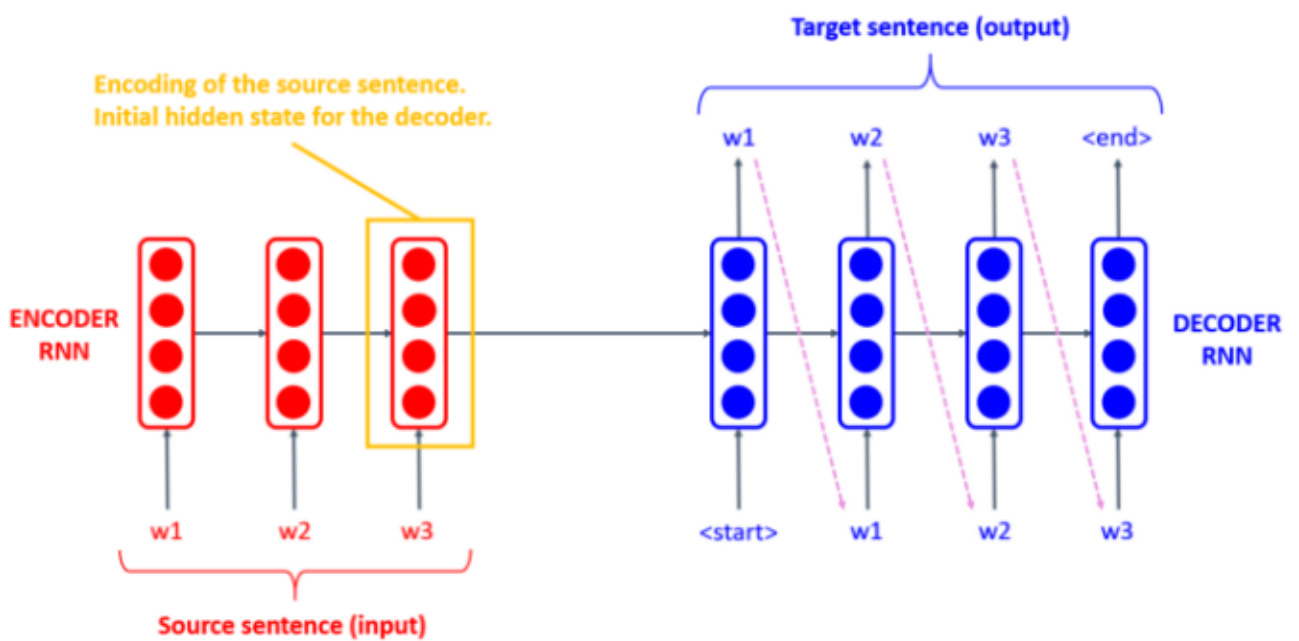 Target sentence (output)
Encoding of the source sentence.
Initial hidden state for the decoder.
w1 w2 w3 <end>
ENCODER
RNN
DECODER
RNN
w1 w2 w3
<start> w1 w2 w3
Source sentence (input)